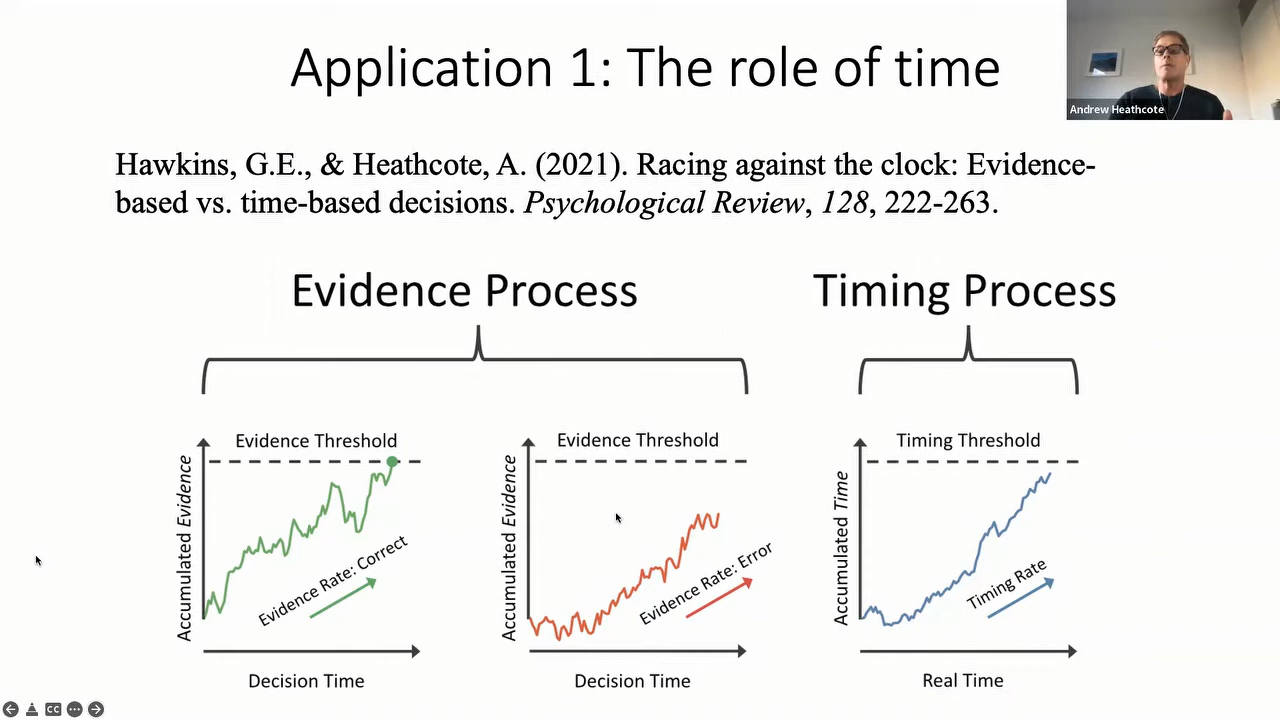 Application 1: The role of time
Andrew Heathcote
Hawkins, G.E., & Heathcote, A. (2021). Racing against the clock: Evidence-
based vs. time-based decisions. Psychological Review, 128, 222-263.
Evidence Process
Timing Process
Evidence Threshold
Accumulated Evidence
Evidence Rate: Correct
Decision Time
Evidence Threshold
Accumulated Evidence
Evidence Rate: Error
Decision Time
Timing Threshold
Accumulated Time
Timing Rate
Real Time
CC